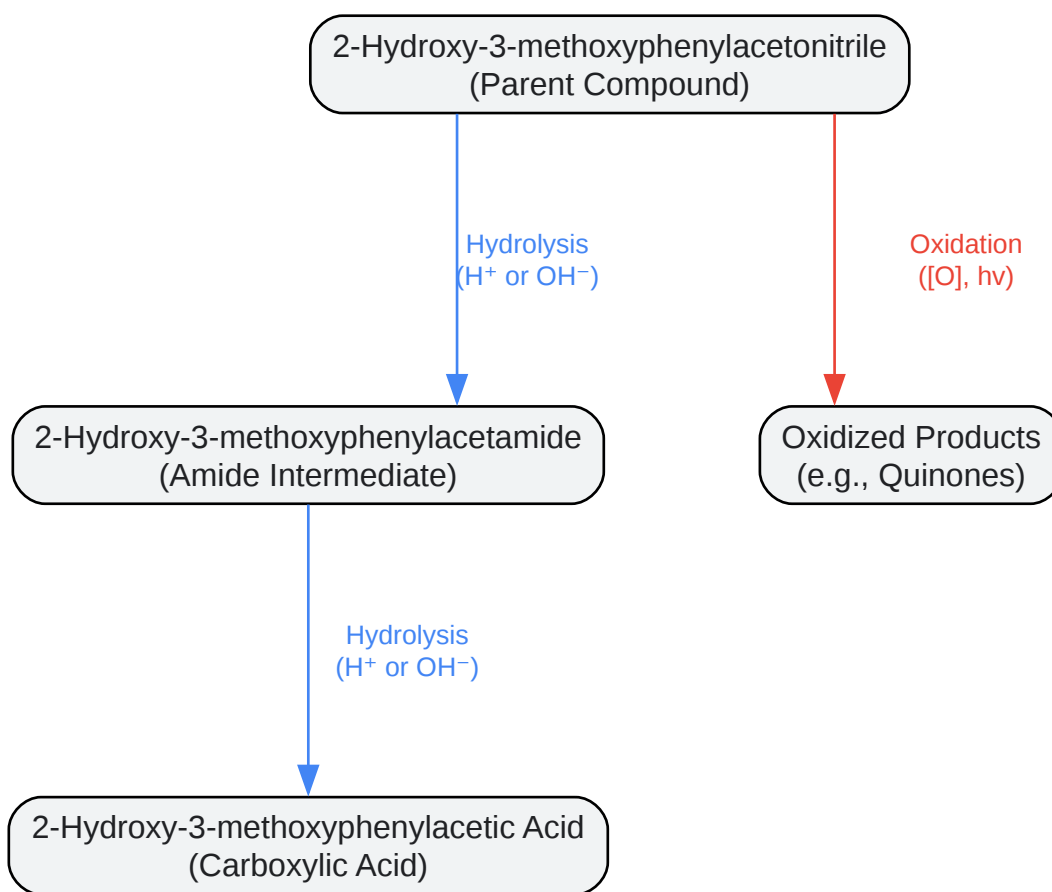 2-Hydroxy-3-methoxyphenylacetonitrile
(Parent Compound)
Hydrolysis
(H⁺ or OH⁻)
Oxidation
([O], hv)
2-Hydroxy-3-methoxyphenylacetamide
(Amide Intermediate)
Oxidized Products
(e.g., Quinones)
Hydrolysis
(H⁺ or OH⁻)
2-Hydroxy-3-methoxyphenylacetic Acid
(Carboxylic Acid)